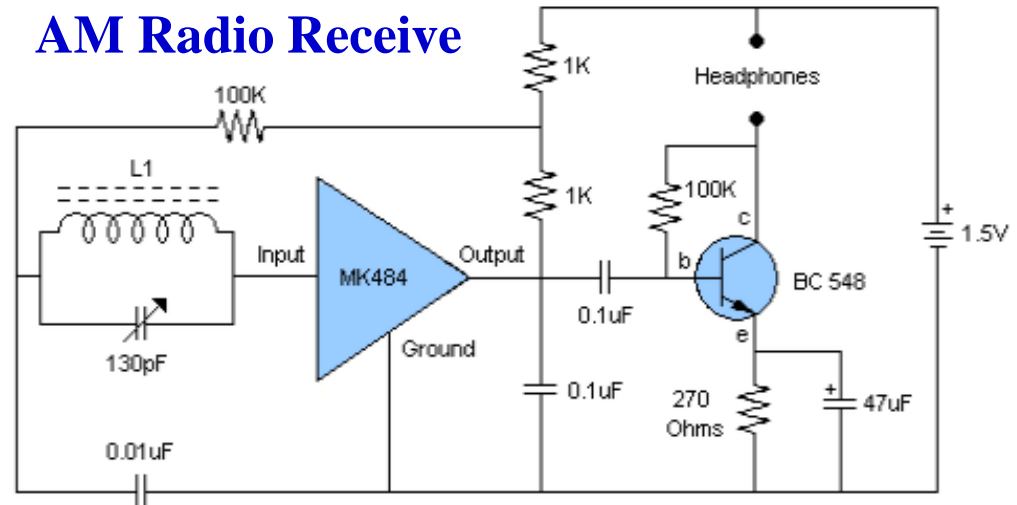 AM Radio Receive
1K
Headphones
100K
L1
1K
100K
c
+
1.5V
Input
MK484
Output
b
BC 548
0.1uF
130pF
Ground
e
0.1uF
270
Ohms
+
47uF
0.01uF